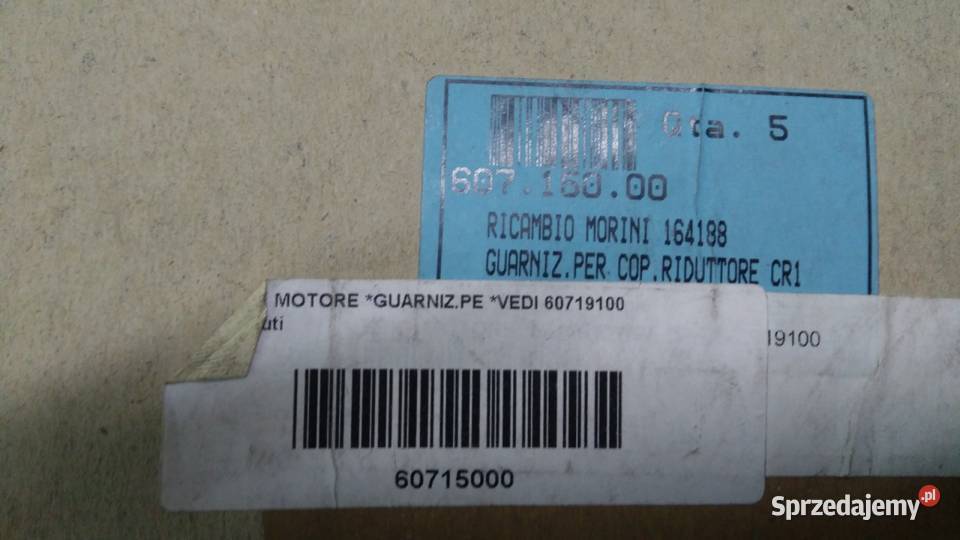 Qta. 5
607.160.00
RICAMBIO MORINI 164188
GUARNIZ.PER COP.RIDUTTORE CR1
MOTORE *GUARNIZ.PE *VEDI 60719100
uti
19100
60715000
Sprzedajemy.pl